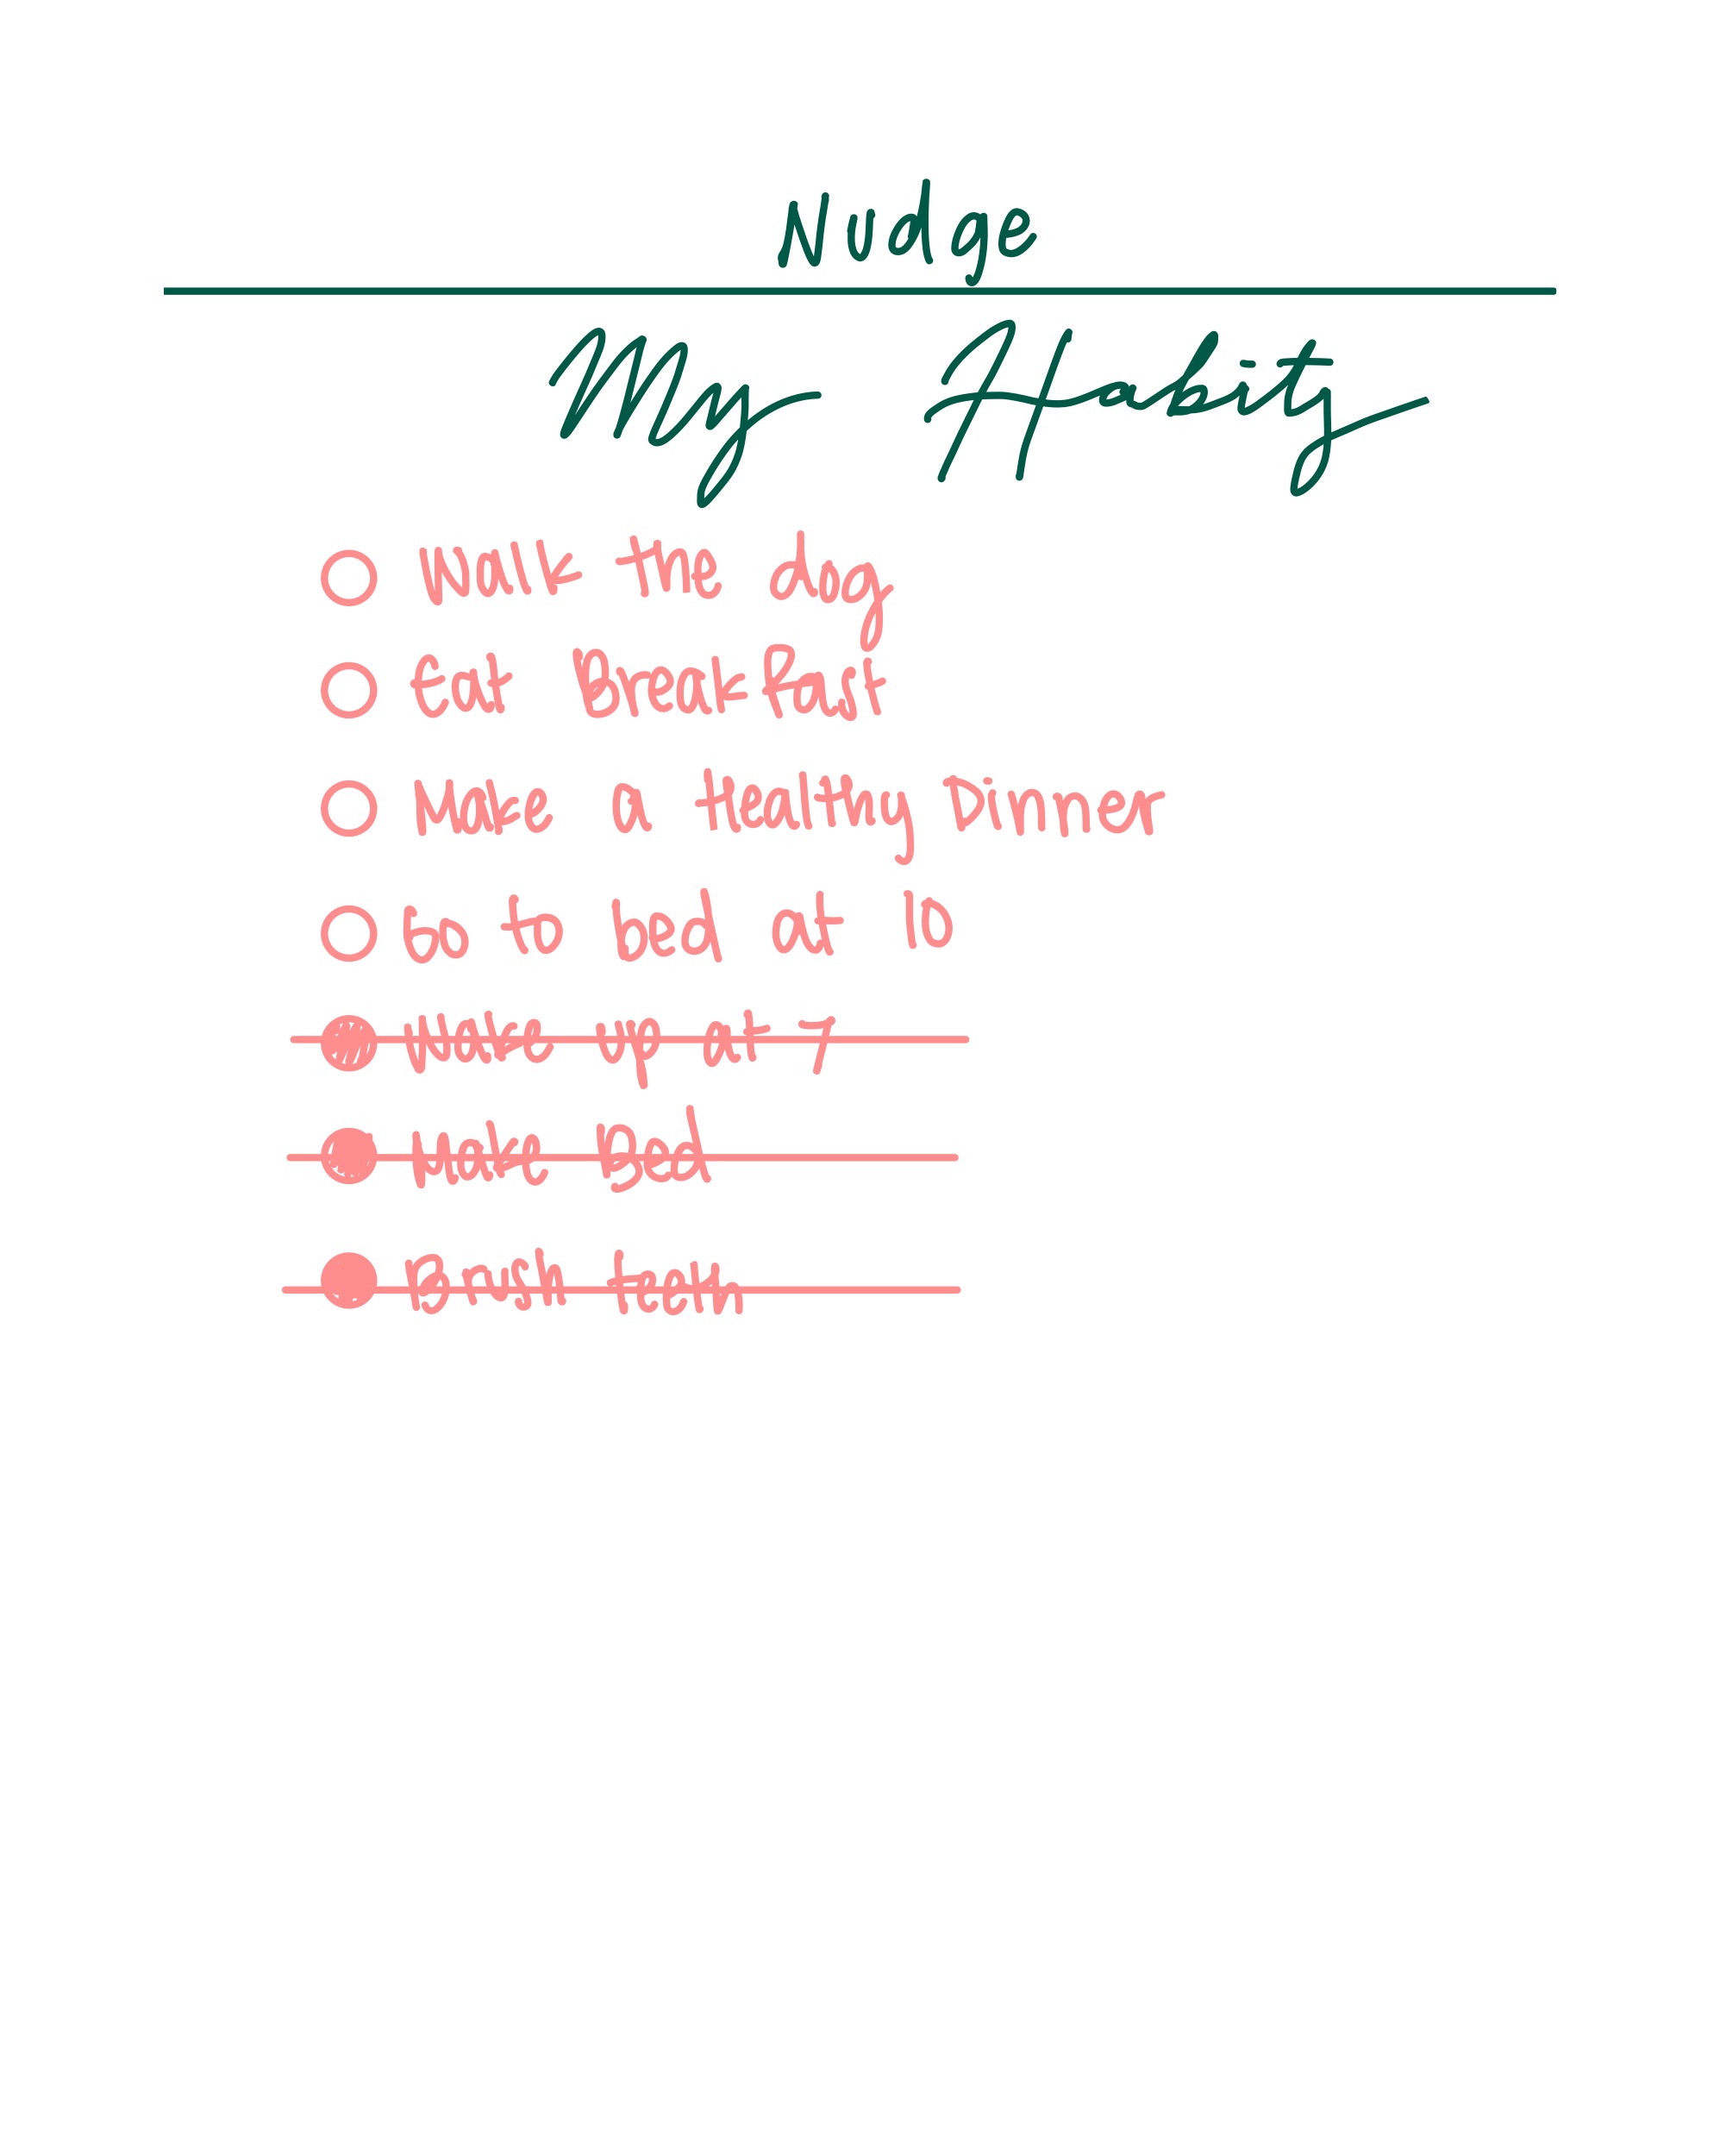 Nudge
My Habits
Walk the dog
Eat Breakfast
Make a Healthy Dinner
Go to bed at 10
Wake up at 7
Make Bed
Brush teeth